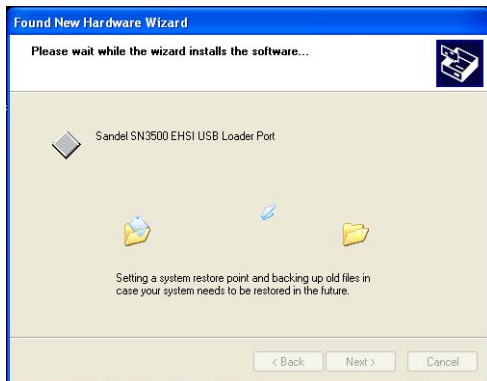 Found New Hardware Wizard
Please wait while the wizard installs the software...
Sandel SN3500 EHSI USB Loader Port
Setting a system restore point and backing up old files in
case your system needs to be restored in the future.
< Back
Next >
Cancel